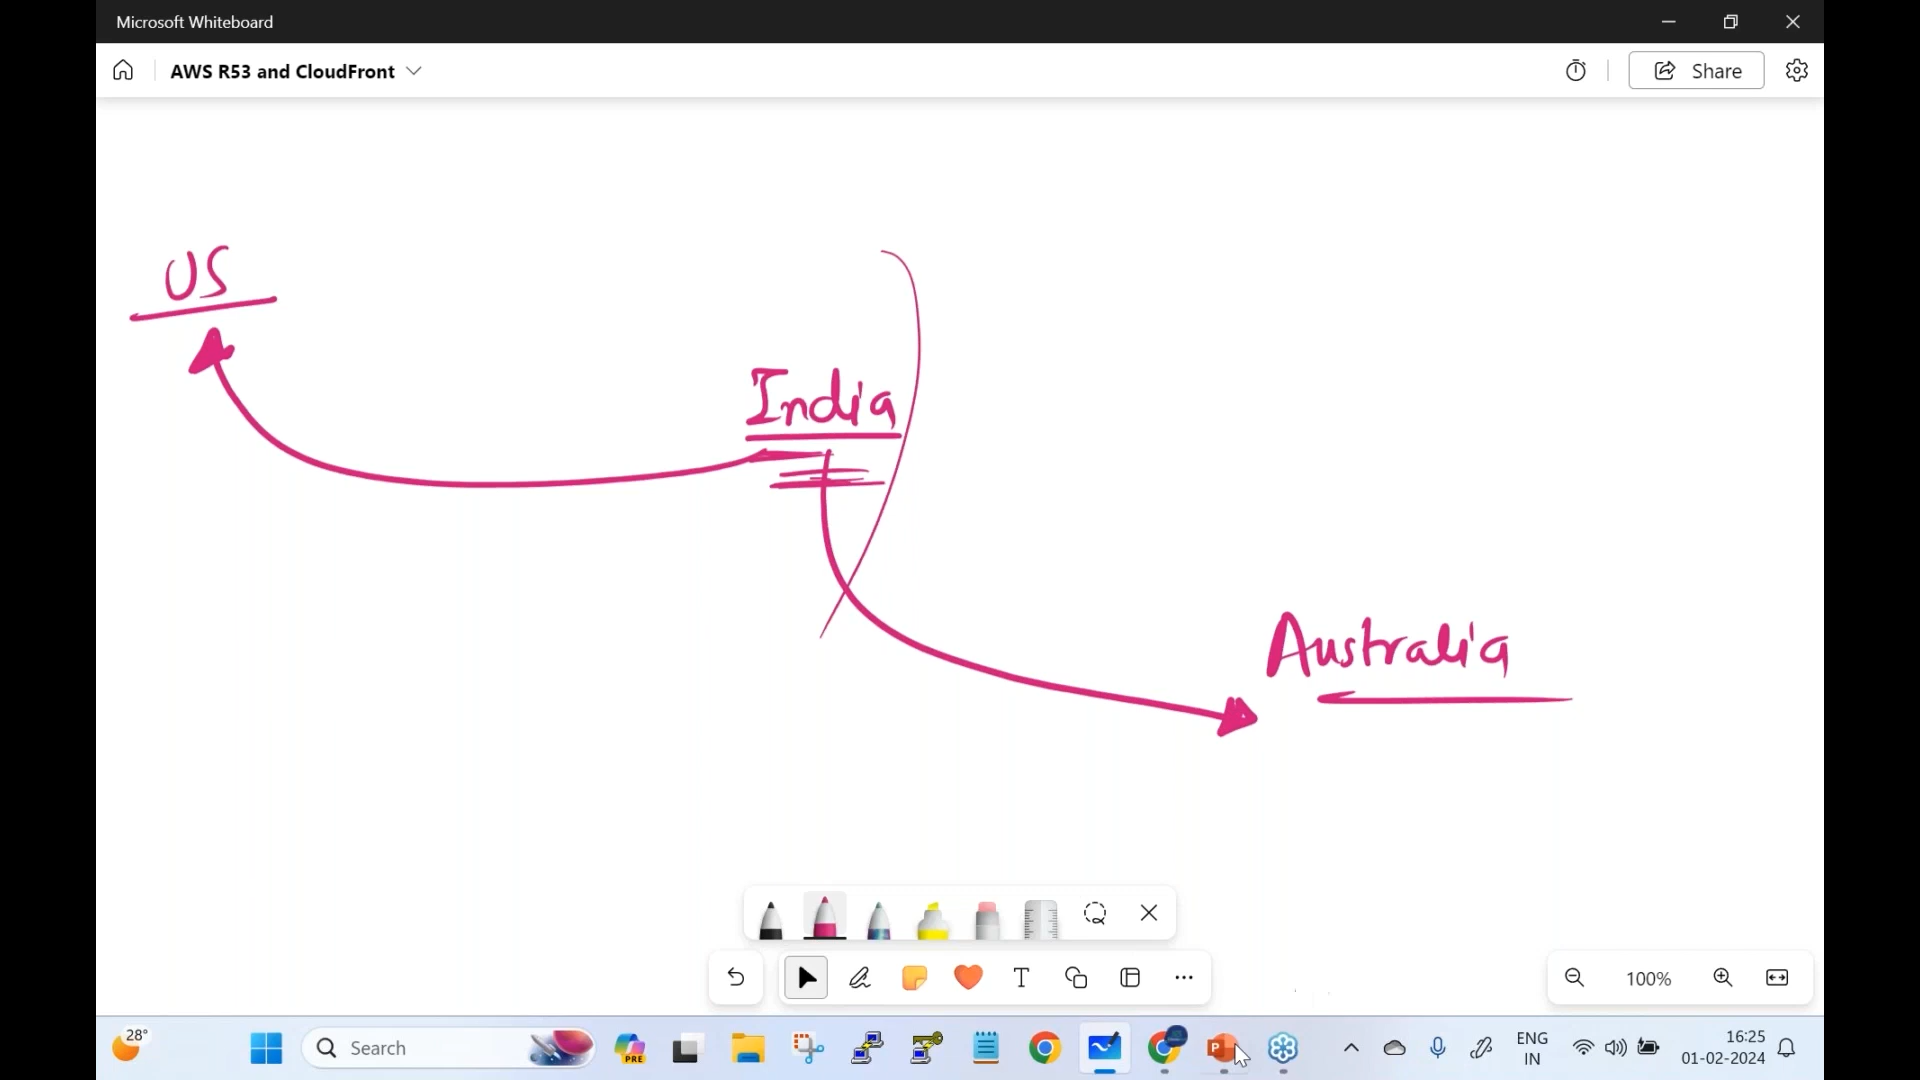 Microsoft Whiteboard
AWS R53 and CloudFront
Share
US
India
Australia
T
100%
28°
Search
PRE
P
ENG
IN
16:25
01-02-2024